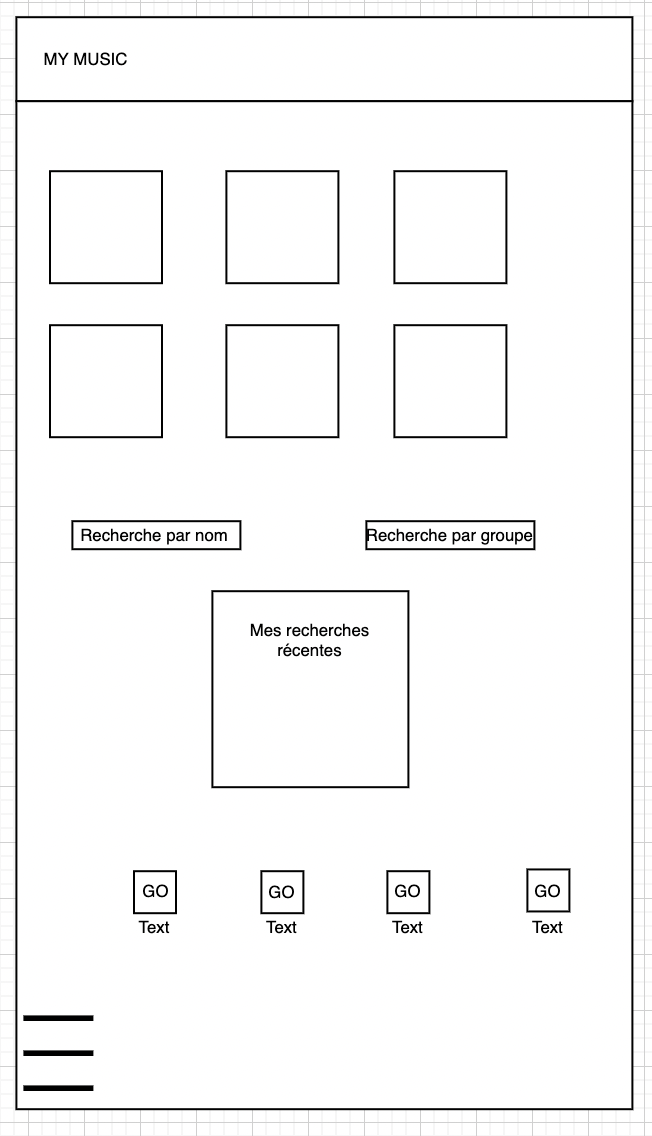 MY MUSIC
Recherche par nom
Recherche par groupe
Mes recherches
récentes
GO
GO
GO
GO
Text
Text
Text
Text